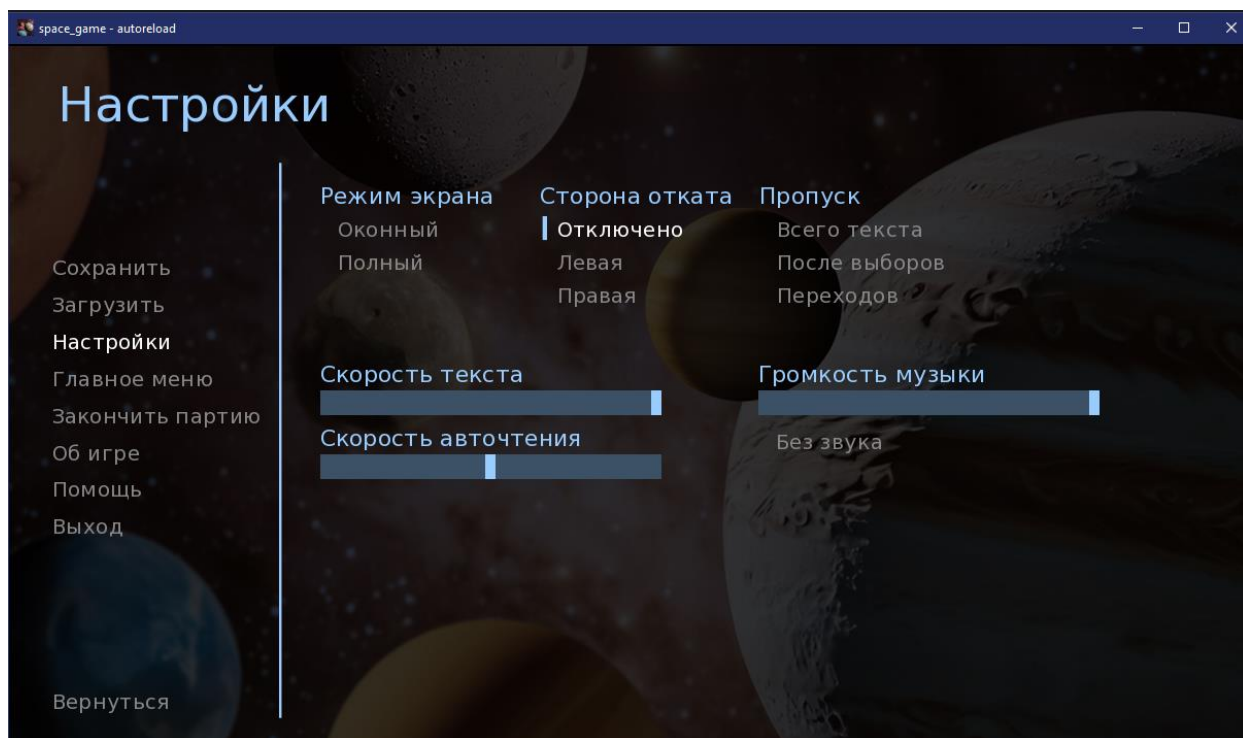 space_game - autoreload
Настройки
Режим экрана
Оконный
Полный
Сторона отката
Отключено
Левая
Правая
Пропуск
Всего текста
После выборов
Переходов
Сохранить
Загрузить
Настройки
Главное меню
Закончить партию
Об игре
Помощь
Выход
Скорость текста
Скорость авточтения
Громкость музыки
Без звука
Вернуться